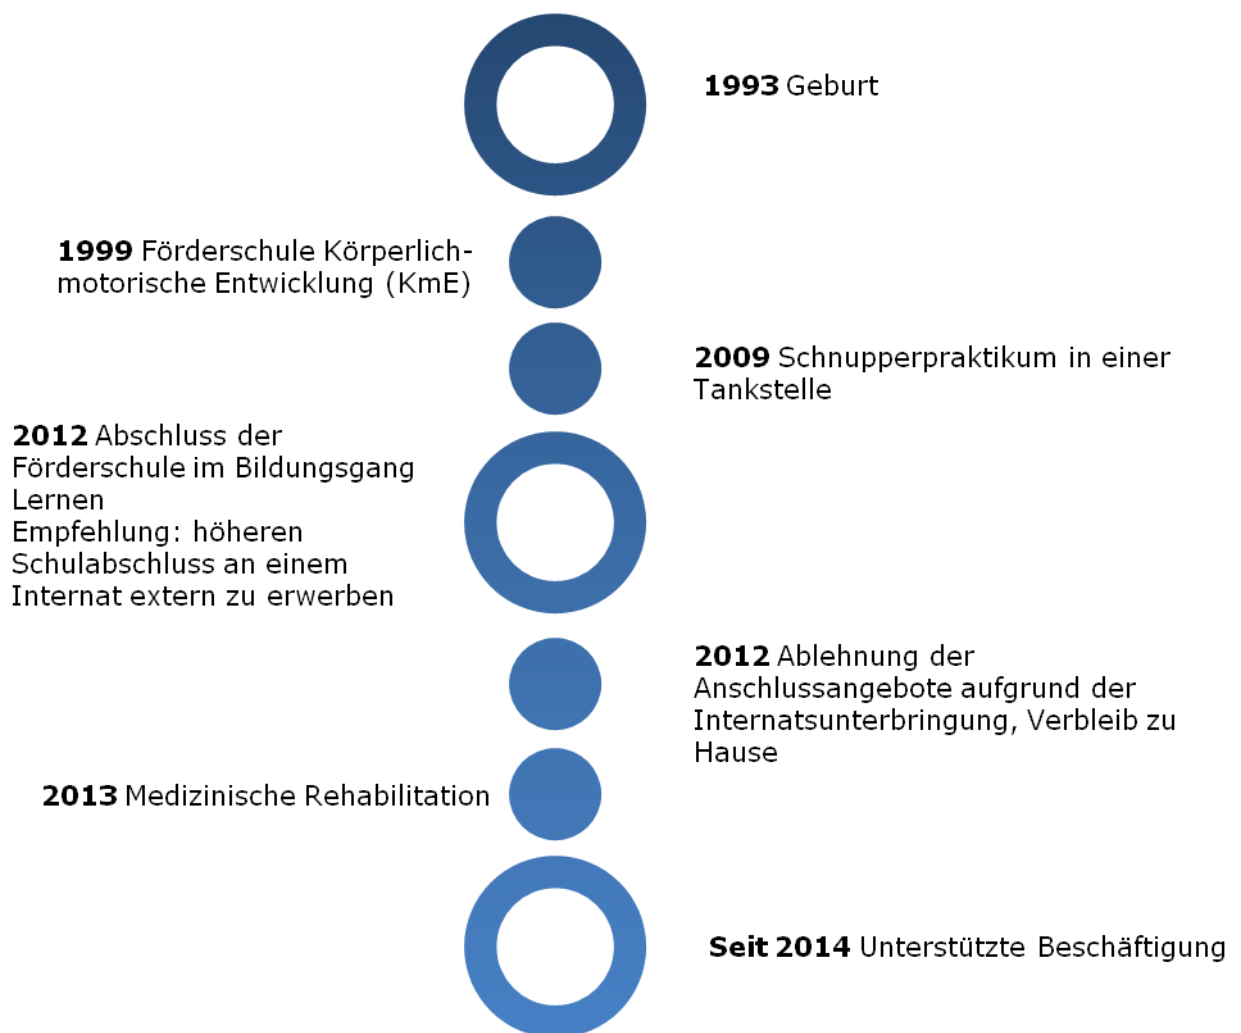 1993 Geburt
1999 Förderschule Körperlich-
motorische Entwicklung (KmE)
2009 Schnupperpraktikum in einer
Tankstelle
2012 Abschluss der
Förderschule im Bildungsgang
Lernen
Empfehlung: höheren
Schulabschluss an einem
Internat extern zu erwerben
2012 Ablehnung der
Anschlussangebote aufgrund der
Internatsunterbringung, Verbleib zu
Hause
2013 Medizinische Rehabilitation
Seit 2014 Unterstützte Beschäftigung